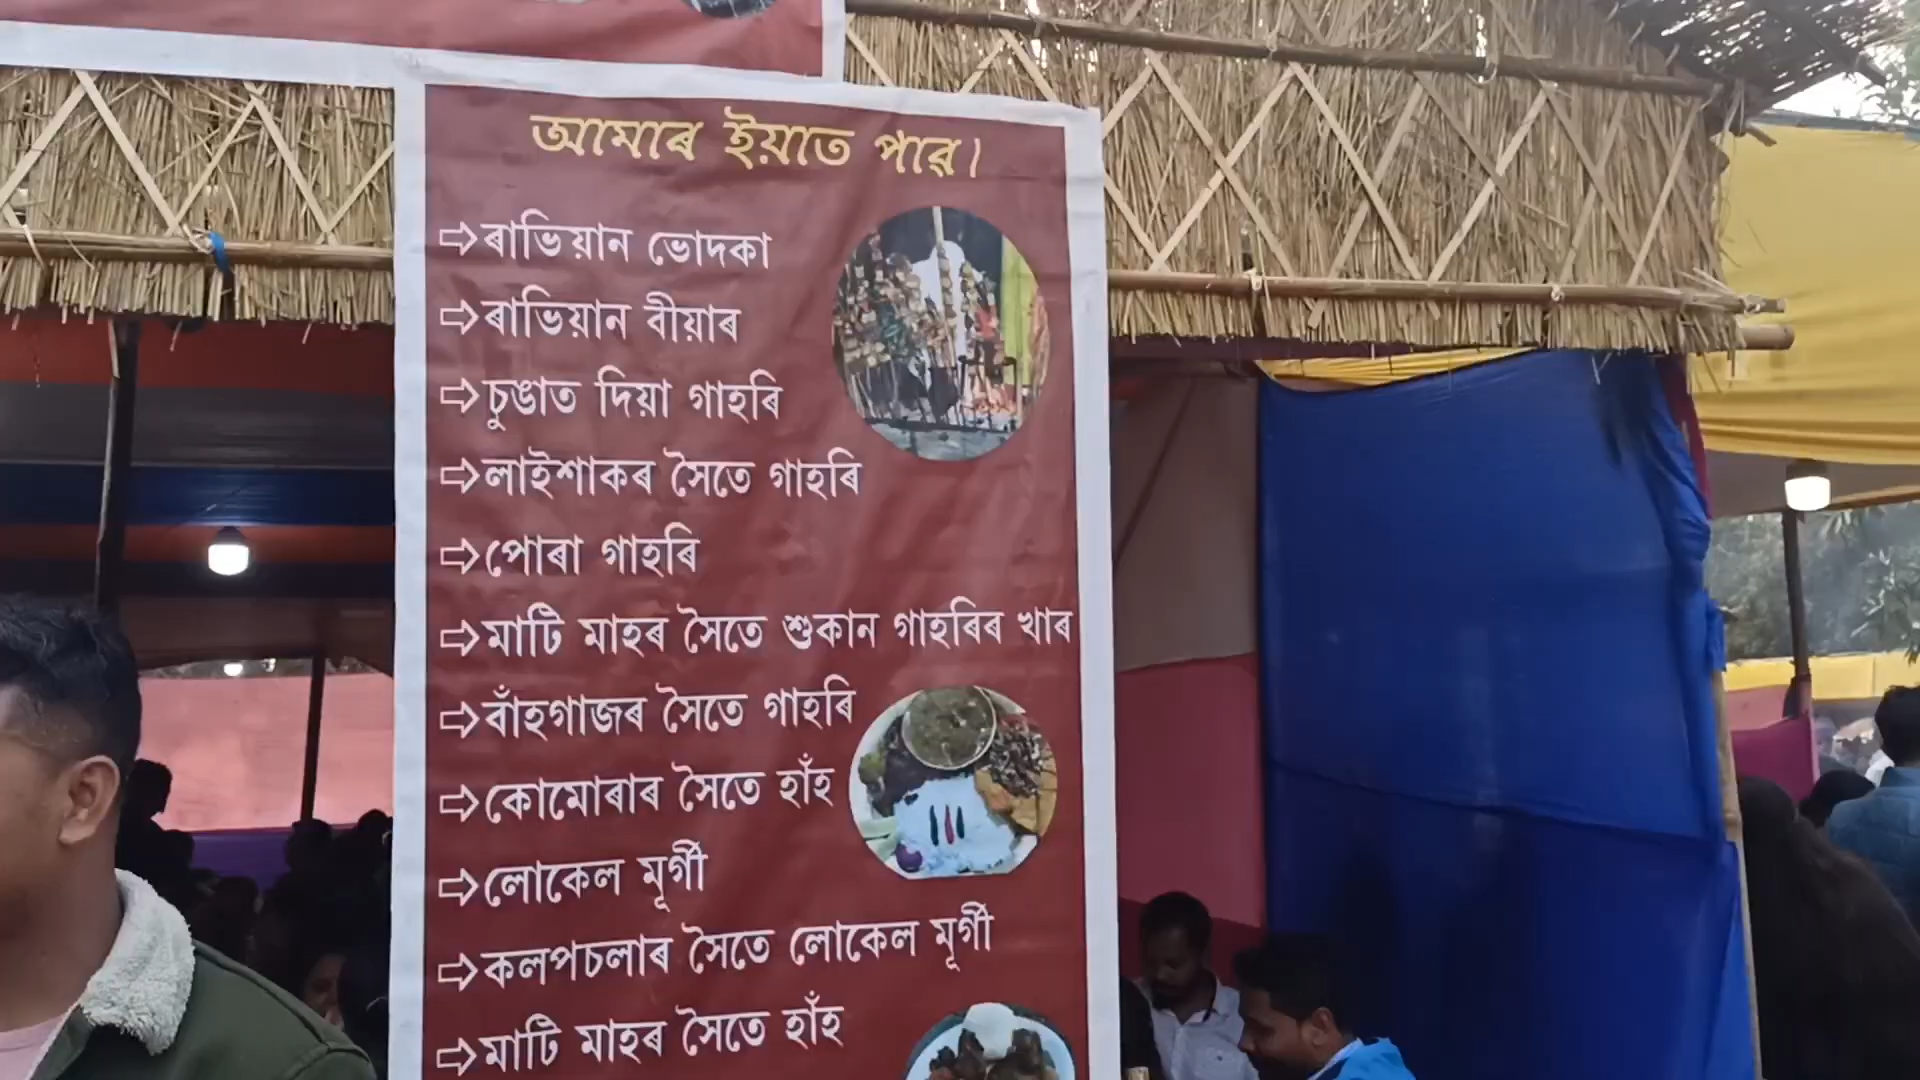 আমাৰ ইয়াত পাব।
⇨ৰাভিয়ান ভোদকা
⇨ৰাভিয়ান বীয়াৰ
⇨চুঙাত দিয়া গাহৰি
⇨লাইশাকৰ সৈতে গাহৰি
⇨পোৰা গাহৰি
⇨মাটি মাহৰ সৈতে শুকান গাহৰিৰ খাৰ
⇨বাঁহগাজৰ সৈতে গাহৰি
⇨কোমোৰাৰ সৈতে হাঁহ
⇨লোকেল মূৰ্গী
⇨কলপচলাৰ সৈতে লোকেল মূৰ্গী
⇨মাটি মাহৰ সৈতে হাঁহ